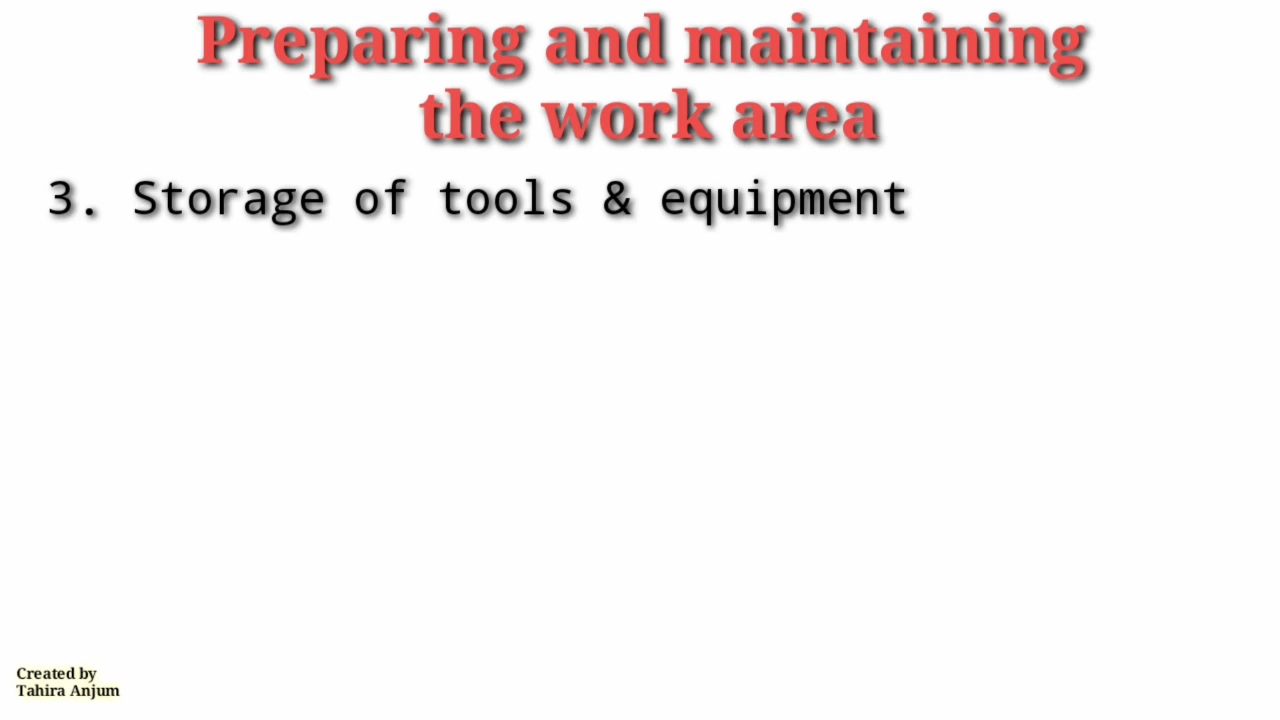 Preparing and maintaining
the work area
3. Storage of tools & equipment
Created by
Tahira Anjum